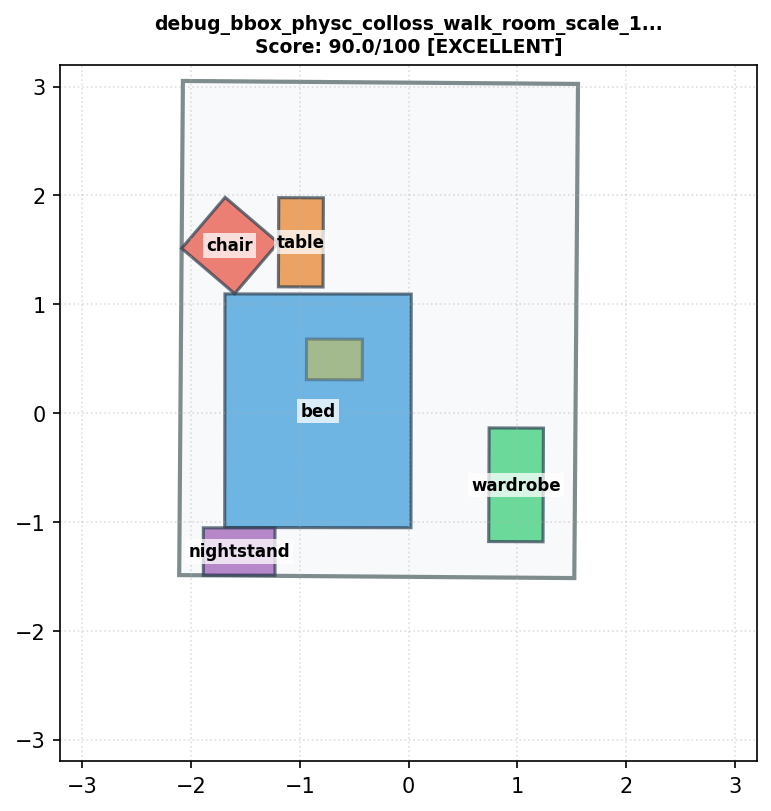 debug_bbox_physc_colloss_walk_room_scale_1...
Score: 90.0/100 [EXCELLENT]
3
2
chair
table
1
0
bed
wardrobe
−1
nightstand
−2
−3
−3 −2 −1 0 1 2 3